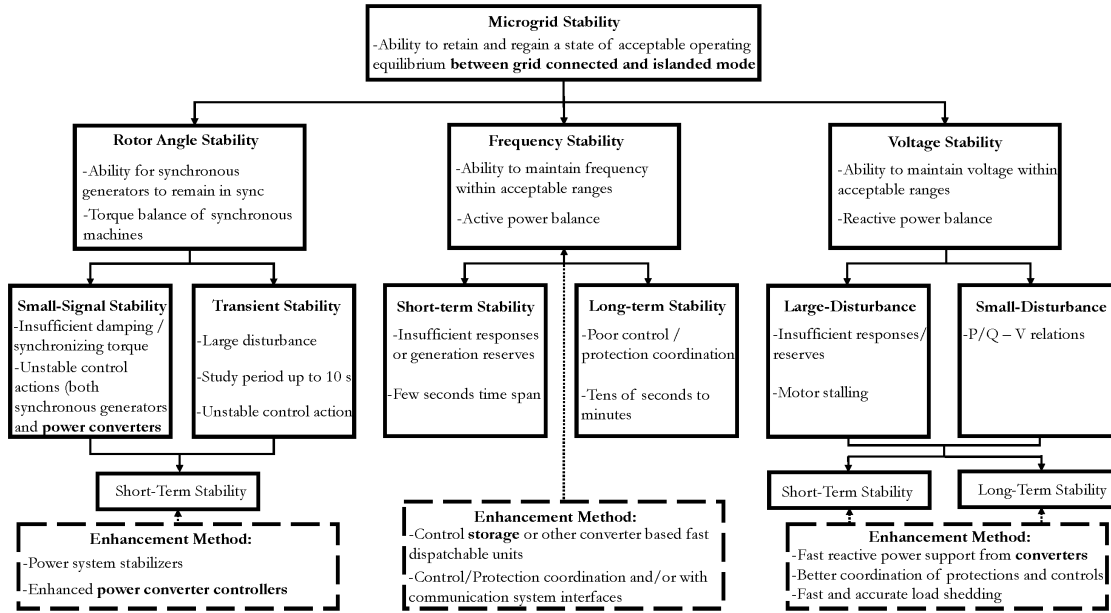 Microgrid Stability
-Ability to retain and regain a state of acceptable operating
equilibrium between grid connected and islanded mode
Rotor Angle Stability
-Ability for synchronous
generators to remain in sync
-Torque balance of synchronous
machines
Frequency Stability
-Ability to maintain frequency
within acceptable ranges
-Active power balance
Voltage Stability
-Ability to maintain voltage within
acceptable ranges
-Reactive power balance
Small-Signal Stability
-Insufficient damping /
synchronizing torque
-Unstable control
actions (both
synchronous generators
and power converters
Transient Stability
-Large disturbance
-Study period up to 10 s
-Unstable control action
Short-term Stability
-Insufficient responses
or generation reserves
-Few seconds time span
Long-term Stability
-Poor control /
protection coordination
-Tens of seconds to
minutes
Large-Disturbance
-Insufficient responses/
reserves
-Motor stalling
Small-Disturbance
-P/Q – V relations
Short-Term Stability
Short-Term Stability
Long-Term Stability
Enhancement Method:
-Power system stabilizers
-Enhanced power converter controllers
Enhancement Method:
-Control storage or other converter based fast
dispatchable units
-Control/Protection coordination and/or with
communication system interfaces
Enhancement Method:
-Fast reactive power support from converters
-Better coordination of protections and controls
-Fast and accurate load shedding